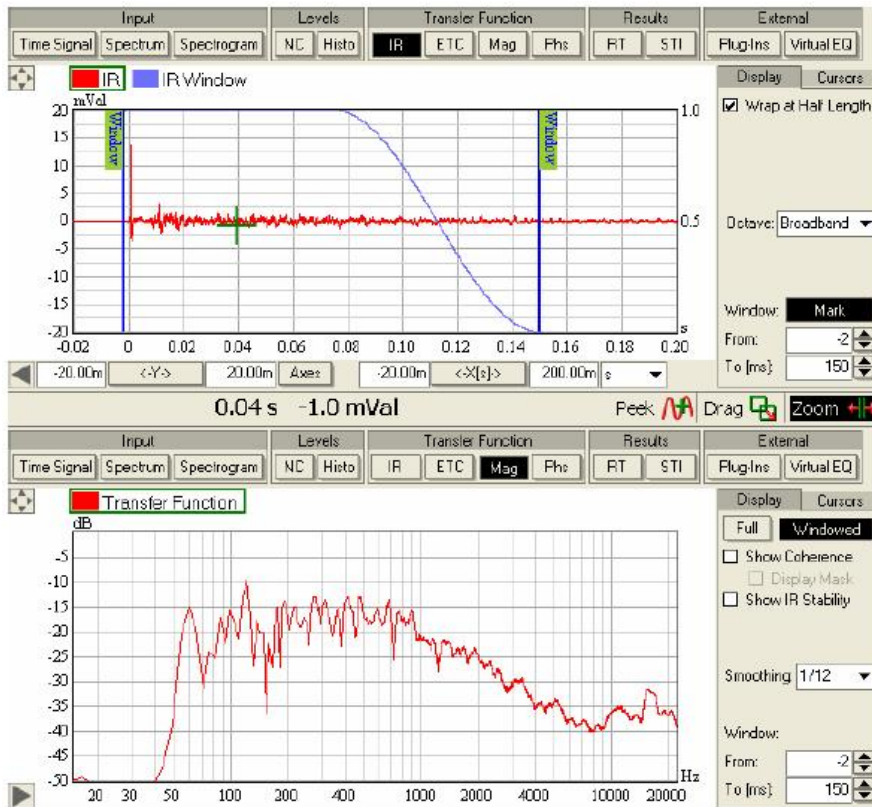 Input Levels Transfer Function Results External
Time Signal Spectrum Spectrogram NC Histo IR ETC Mag Phs RT STI Plug-Ins Virtual EQ
IR IR Window
Display Cursors
mVal
Wrap at Half Length
20 15 10 5 0 -5 -10 -15 -20
Window Window
1.0 0.5
s
-0.02 0 0.02 0.04 0.06 0.08 0.10 0.12 0.14 0.16 0.18 0.20
Octave: Broadband
Window: Mark
From: -2
To [ms]: 150
-20.00m <-Y-> 20.00m Axes -20.00m <-X[s]-> 200.00m s
0.04 s -1.0 mVal Peek Drag Zoom
Input Levels Transfer Function Results External
Time Signal Spectrum Spectrogram NC Histo IR ETC Mag Phs RT STI Plug-Ins Virtual EQ
Transfer Function
Display Cursors
dB
Full Windowed
Show Coherence
Display Mask
Show IR Stability
-5 -10 -15 -20 -25 -30 -35 -40 -45 -50
Hz
20 30 50 100 200 400 1000 2000 4000 10000 20000
Smoothing 1/12
Window:
From: -2
To [ms]: 150